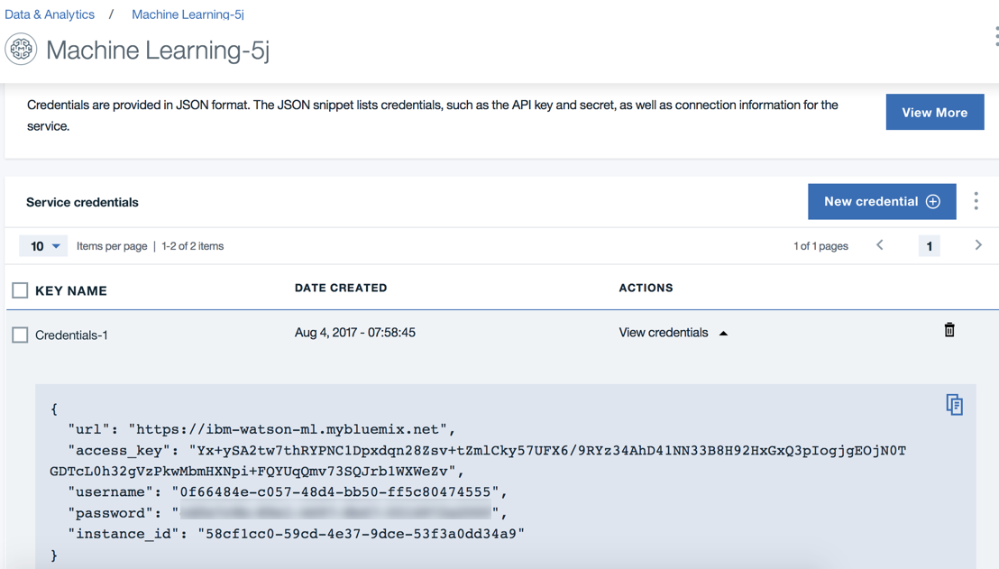 Data & Analytics / Machine Learning-5j
Machine Learning-5j
Credentials are provided in JSON format. The JSON snippet lists credentials, such as the API key and secret, as well as connection information for the
service.
View More
Service credentials
New credential
10 Items per page | 1-2 of 2 items
1 of 1 pages
1
KEY NAME
DATE CREATED
ACTIONS
Credentials-1
Aug 4, 2017 - 07:58:45
View credentials
{
"url": "https://ibm-watson-ml.mybluemix.net",
"access_key": "Yx+ySA2tw7thRYPNC1Dpxdqn28Zsv+tZmlCky57UFX6/9RYz34AhD41NN33B8H92HxGxQ3pIogjgEOjN0T
GDTcL0h32gVzPkwMbmHXNpi+FQYUqQmv73SQJrb1WXWeZv",
"username": "0f66484e-c057-48d4-bb50-ff5c80474555",
"password": "",
"instance_id": "58cf1cc0-59cd-4e37-9dce-53f3a0dd34a9"
}